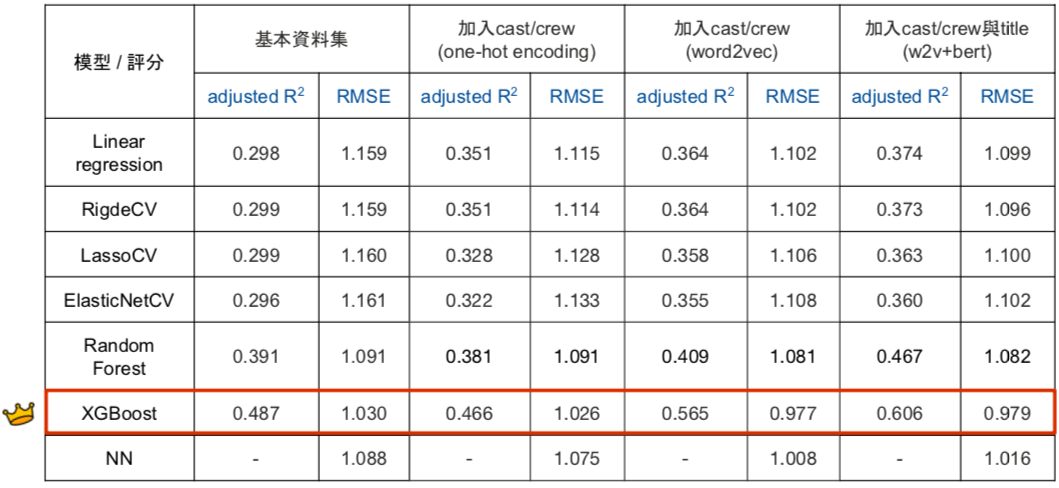 模型 / 評分 基本資料集 加入cast/crew (one-hot encoding) 加入cast/crew (word2vec) 加入cast/crew與title (w2v+bert)
adjusted R² RMSE adjusted R² RMSE adjusted R² RMSE adjusted R² RMSE
Linear regression 0.298 1.159 0.351 1.115 0.364 1.102 0.374 1.099
RigdeCV 0.299 1.159 0.351 1.114 0.364 1.102 0.373 1.096
LassoCV 0.299 1.160 0.328 1.128 0.358 1.106 0.363 1.100
ElasticNetCV 0.296 1.161 0.322 1.133 0.355 1.108 0.360 1.102
Random Forest 0.391 1.091 0.381 1.091 0.409 1.081 0.467 1.082
XGBoost 0.487 1.030 0.466 1.026 0.565 0.977 0.606 0.979
NN - 1.088 - 1.075 - 1.008 - 1.016